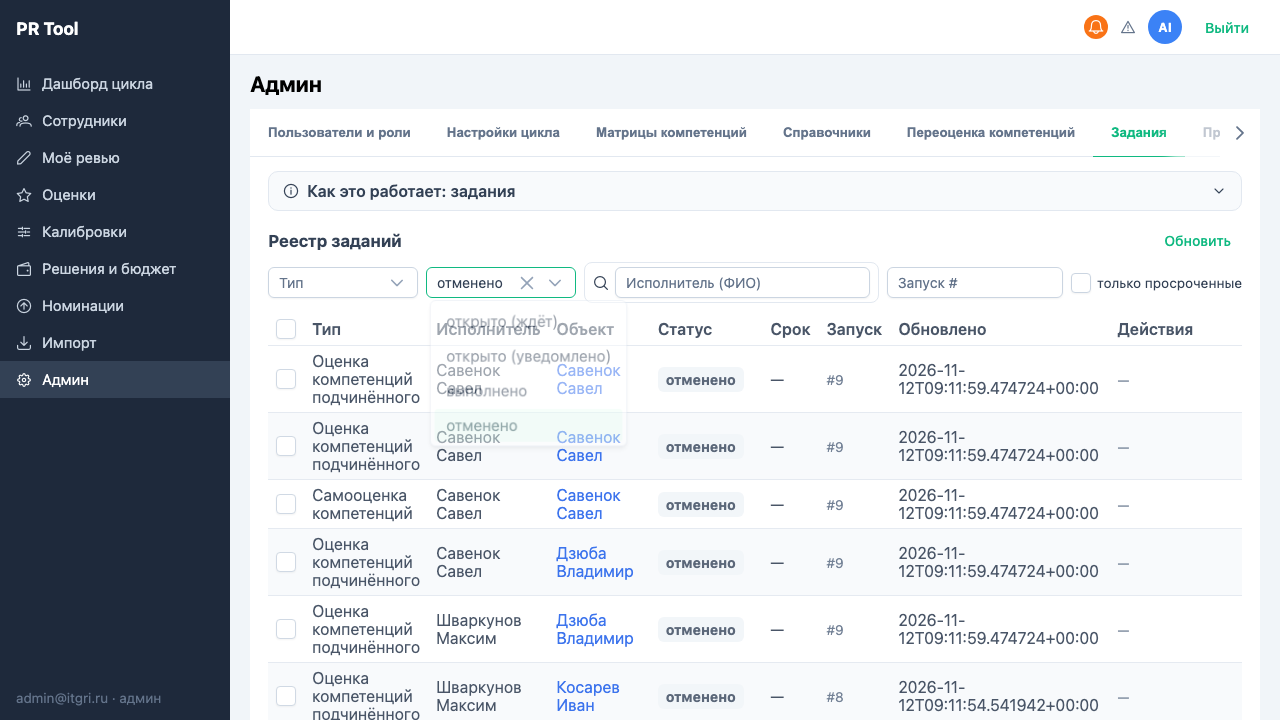 PR Tool
AI
Выйти
Дашборд цикла
Сотрудники
Моё ревью
Оценки
Калибровки
Решения и бюджет
Номинации
Импорт
Админ
admin@itgri.ru · админ
Админ
Пользователи и роли
Настройки цикла
Матрицы компетенций
Справочники
Переоценка компетенций
Задания
Пр
Как это работает: задания
Реестр заданий
Обновить
Тип
отменено
Исполнитель (ФИО)
Запуск #
только просроченные
открыто (ждёт)
открыто (уведомлено)
выполнено
отменено
Тип
Исполнитель
Объект
Статус
Срок
Запуск
Обновлено
Действия
Оценка
компетенций
подчинённого
Савенок
Савел
Савенок
Савел
отменено
—
#9
2026-11-
12T09:11:59.474724+00:00
—
Оценка
компетенций
подчинённого
Савенок
Савел
Савенок
Савел
отменено
—
#9
2026-11-
12T09:11:59.474724+00:00
—
Самооценка
компетенций
Савенок
Савел
Савенок
Савел
отменено
—
#9
2026-11-
12T09:11:59.474724+00:00
—
Оценка
компетенций
подчинённого
Савенок
Савел
Дзюба
Владимир
отменено
—
#9
2026-11-
12T09:11:59.474724+00:00
—
Оценка
компетенций
подчинённого
Шваркунов
Максим
Дзюба
Владимир
отменено
—
#9
2026-11-
12T09:11:59.474724+00:00
—
Оценка
компетенций
подчинённого
Шваркунов
Максим
Косарев
Иван
отменено
—
#8
2026-11-
12T09:11:54.541942+00:00
—